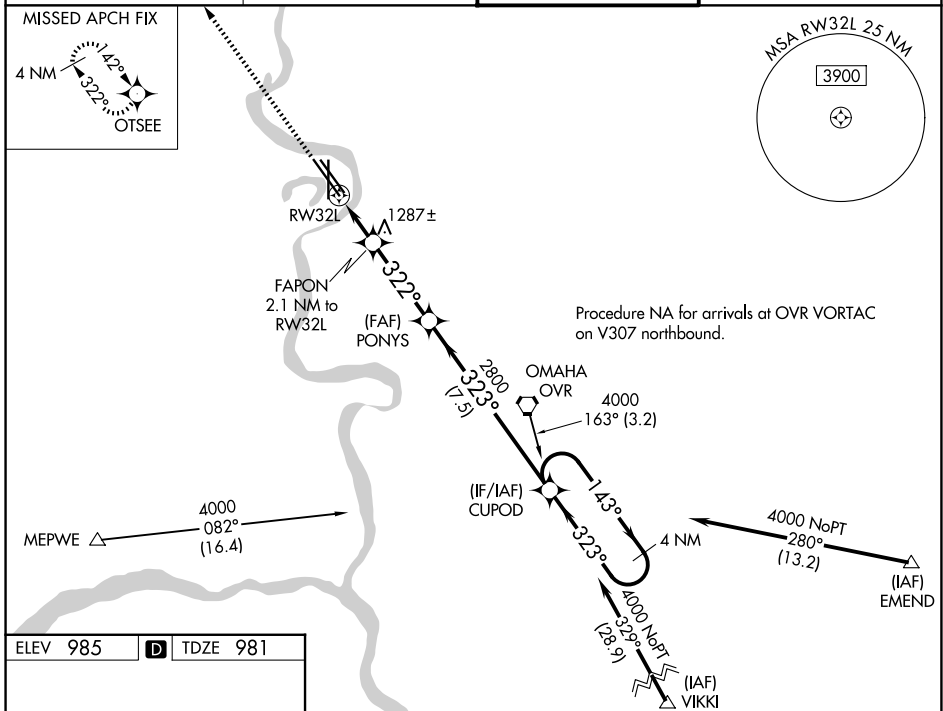 MISSED APCH FIX
4 NM
142°
322°
OTSEE
MSA RW32L 25 NM
3900
RW32L
1287±
FAPON
2.1 NM to
RW32L
322°
(FAF)
PONYS
Procedure NA for arrivals at OVR VORTAC
on V307 northbound.
2800
323°
(7.5)
OMAHA
OVR
4000
163° (3.2)
(IF/IAF)
CUPOD
143°
323°
4 NM
MEPWE
4000
082°
(16.4)
4000 NoPT
280°
(13.2)
(IAF)
EMEND
4000 NoPT
329°
(28.9)
(IAF)
VIKKI
ELEV 985
D
TDZE 981